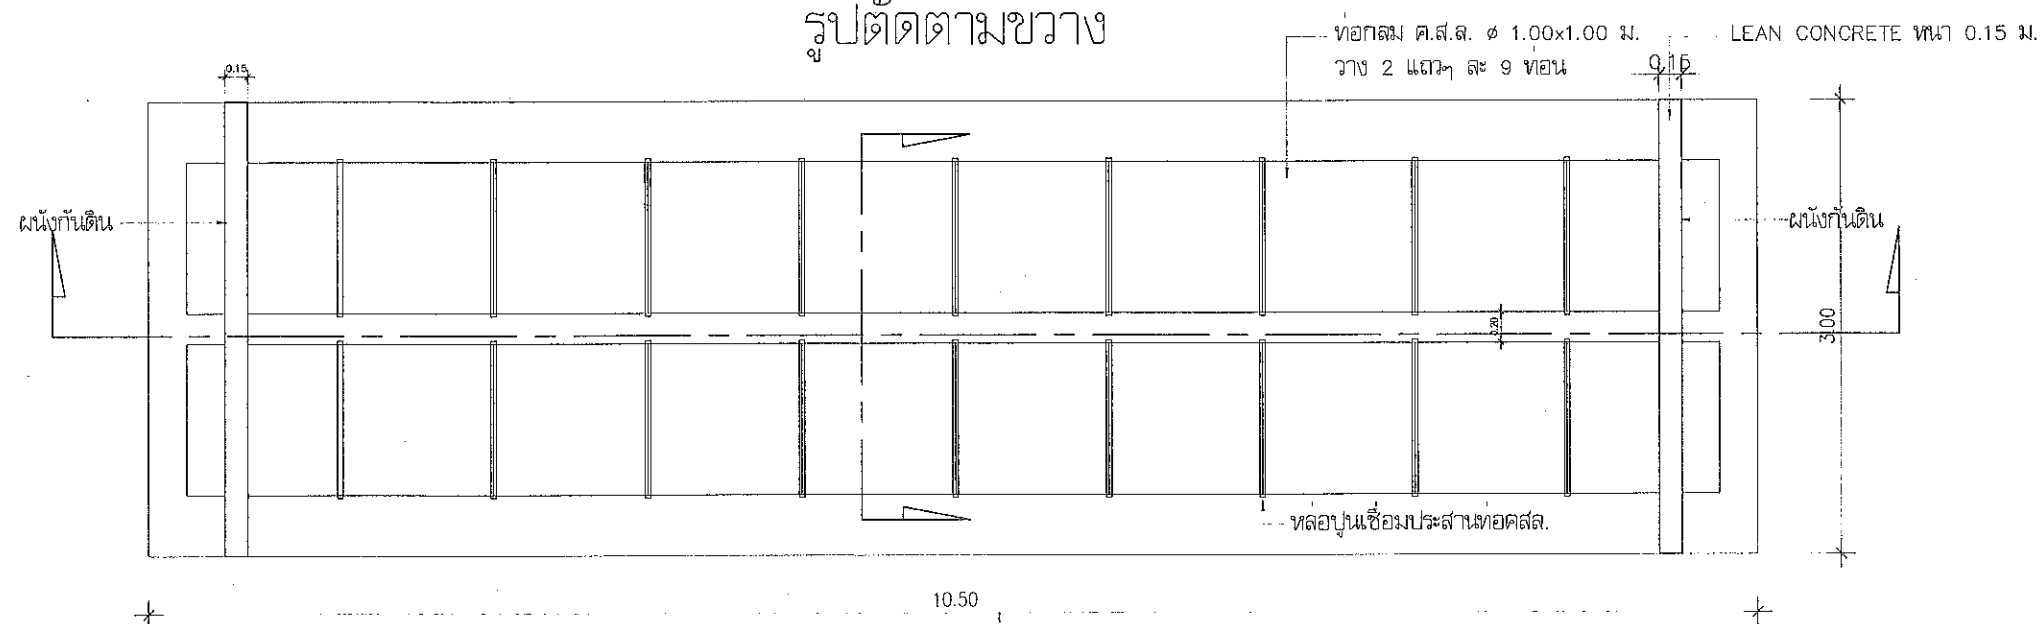 รูปตัดตามขวาง
ท่อกลม ค.ส.ล. ø 1.00x1.00 ม.
วาง 2 แถวๆ ละ 9 ท่อน
LEAN CONCRETE หนา 0.15 ม.
0.15
0.15
ผนังกันดิน
ผนังกันดิน
0.20
3.00
หล่อปูนเชื่อมประสานท่อคสล.
10.50